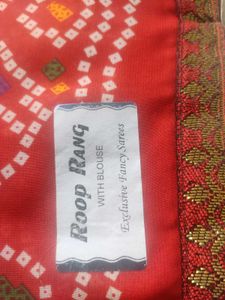 ROOP RANG
WITH BLOUSE
Exclusive Fancy Sarees